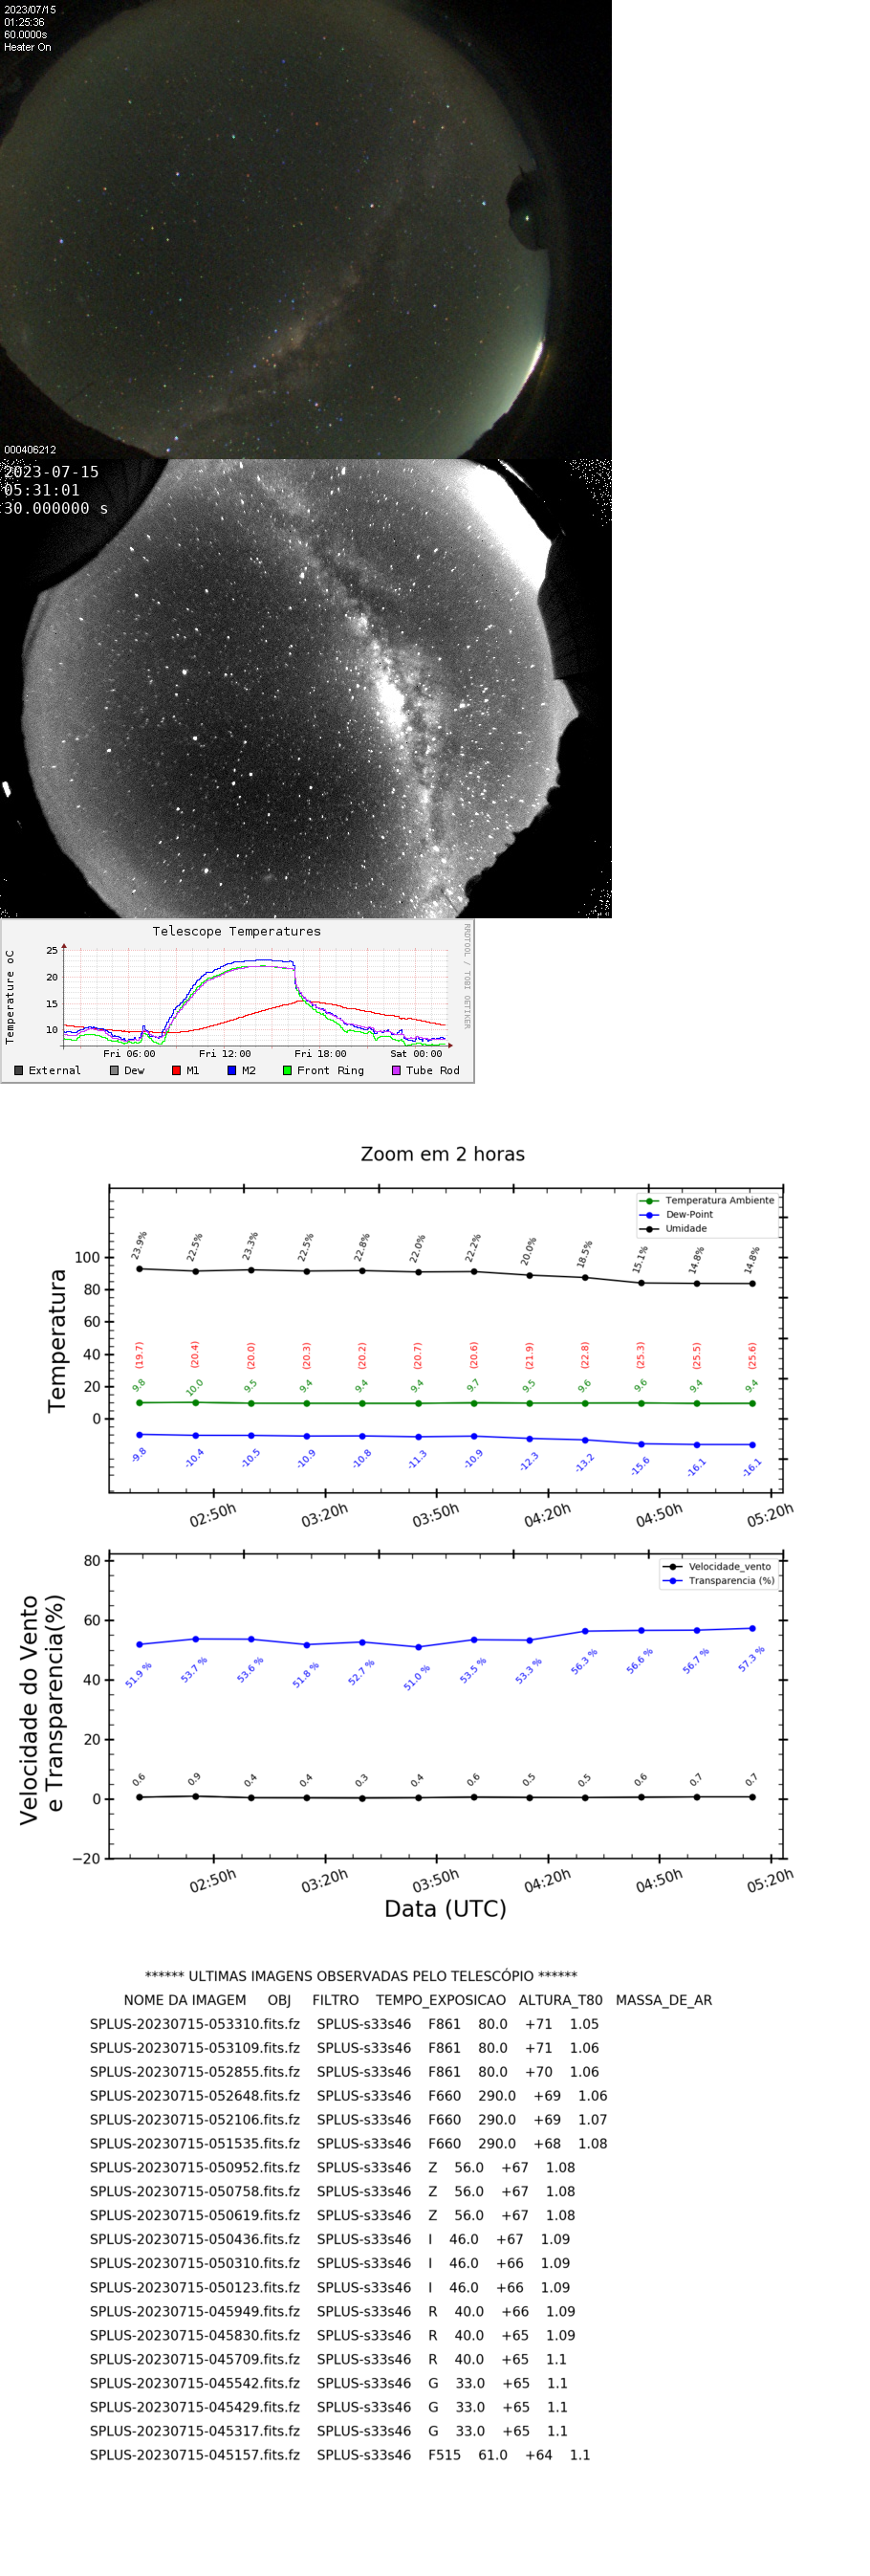 2023/07/15
01:25:36
60.0000s
Heater On
000406212
2023-07-15
05:31:01
30.000000 s
Telescope Temperatures
RRDTOOL / TOBI OETIKER
Temperature oC
25
20
15
10
Fri 06:00 Fri 12:00 Fri 18:00 Sat 00:00
External Dew M1 M2 Front Ring Tube Rod
Zoom em 2 horas
Temperatura Ambiente
Dew-Point
Umidade
Temperatura
100
80
60
40
20
0
23.9% 22.5% 23.3% 22.5% 22.8% 22.0% 22.2% 20.0% 18.5% 15.1% 14.8% 14.8%
(19.7) (20.4) (20.0) (20.3) (20.2) (20.7) (20.6) (21.9) (22.8) (25.3) (25.5) (25.6)
9.8 10.0 9.5 9.4 9.4 9.4 9.7 9.5 9.6 9.6 9.4 9.4
-9.8 -10.4 -10.5 -10.9 -10.8 -11.3 -10.9 -12.3 -13.2 -15.6 -16.1 -16.1
02:50h 03:20h 03:50h 04:20h 04:50h 05:20h
Velocidade_vento
Transparencia (%)
Velocidade do Vento
e Transparencia(%)
80
60
40
20
0
−20
51.9 % 53.7 % 53.6 % 51.8 % 52.7 % 51.0 % 53.5 % 53.3 % 56.3 % 56.6 % 56.7 % 57.3 %
0.6 0.9 0.4 0.4 0.3 0.4 0.6 0.5 0.5 0.6 0.7 0.7
02:50h 03:20h 03:50h 04:20h 04:50h 05:20h
Data (UTC)
****** ULTIMAS IMAGENS OBSERVADAS PELO TELESCÓPIO ******
NOME DA IMAGEM OBJ FILTRO TEMPO_EXPOSICAO ALTURA_T80 MASSA_DE_AR
SPLUS-20230715-053310.fits.fz SPLUS-s33s46 F861 80.0 +71 1.05
SPLUS-20230715-053109.fits.fz SPLUS-s33s46 F861 80.0 +71 1.06
SPLUS-20230715-052855.fits.fz SPLUS-s33s46 F861 80.0 +70 1.06
SPLUS-20230715-052648.fits.fz SPLUS-s33s46 F660 290.0 +69 1.06
SPLUS-20230715-052106.fits.fz SPLUS-s33s46 F660 290.0 +69 1.07
SPLUS-20230715-051535.fits.fz SPLUS-s33s46 F660 290.0 +68 1.08
SPLUS-20230715-050952.fits.fz SPLUS-s33s46 Z 56.0 +67 1.08
SPLUS-20230715-050758.fits.fz SPLUS-s33s46 Z 56.0 +67 1.08
SPLUS-20230715-050619.fits.fz SPLUS-s33s46 Z 56.0 +67 1.08
SPLUS-20230715-050436.fits.fz SPLUS-s33s46 I 46.0 +67 1.09
SPLUS-20230715-050310.fits.fz SPLUS-s33s46 I 46.0 +66 1.09
SPLUS-20230715-050123.fits.fz SPLUS-s33s46 I 46.0 +66 1.09
SPLUS-20230715-045949.fits.fz SPLUS-s33s46 R 40.0 +66 1.09
SPLUS-20230715-045830.fits.fz SPLUS-s33s46 R 40.0 +65 1.09
SPLUS-20230715-045709.fits.fz SPLUS-s33s46 R 40.0 +65 1.1
SPLUS-20230715-045542.fits.fz SPLUS-s33s46 G 33.0 +65 1.1
SPLUS-20230715-045429.fits.fz SPLUS-s33s46 G 33.0 +65 1.1
SPLUS-20230715-045317.fits.fz SPLUS-s33s46 G 33.0 +65 1.1
SPLUS-20230715-045157.fits.fz SPLUS-s33s46 F515 61.0 +64 1.1